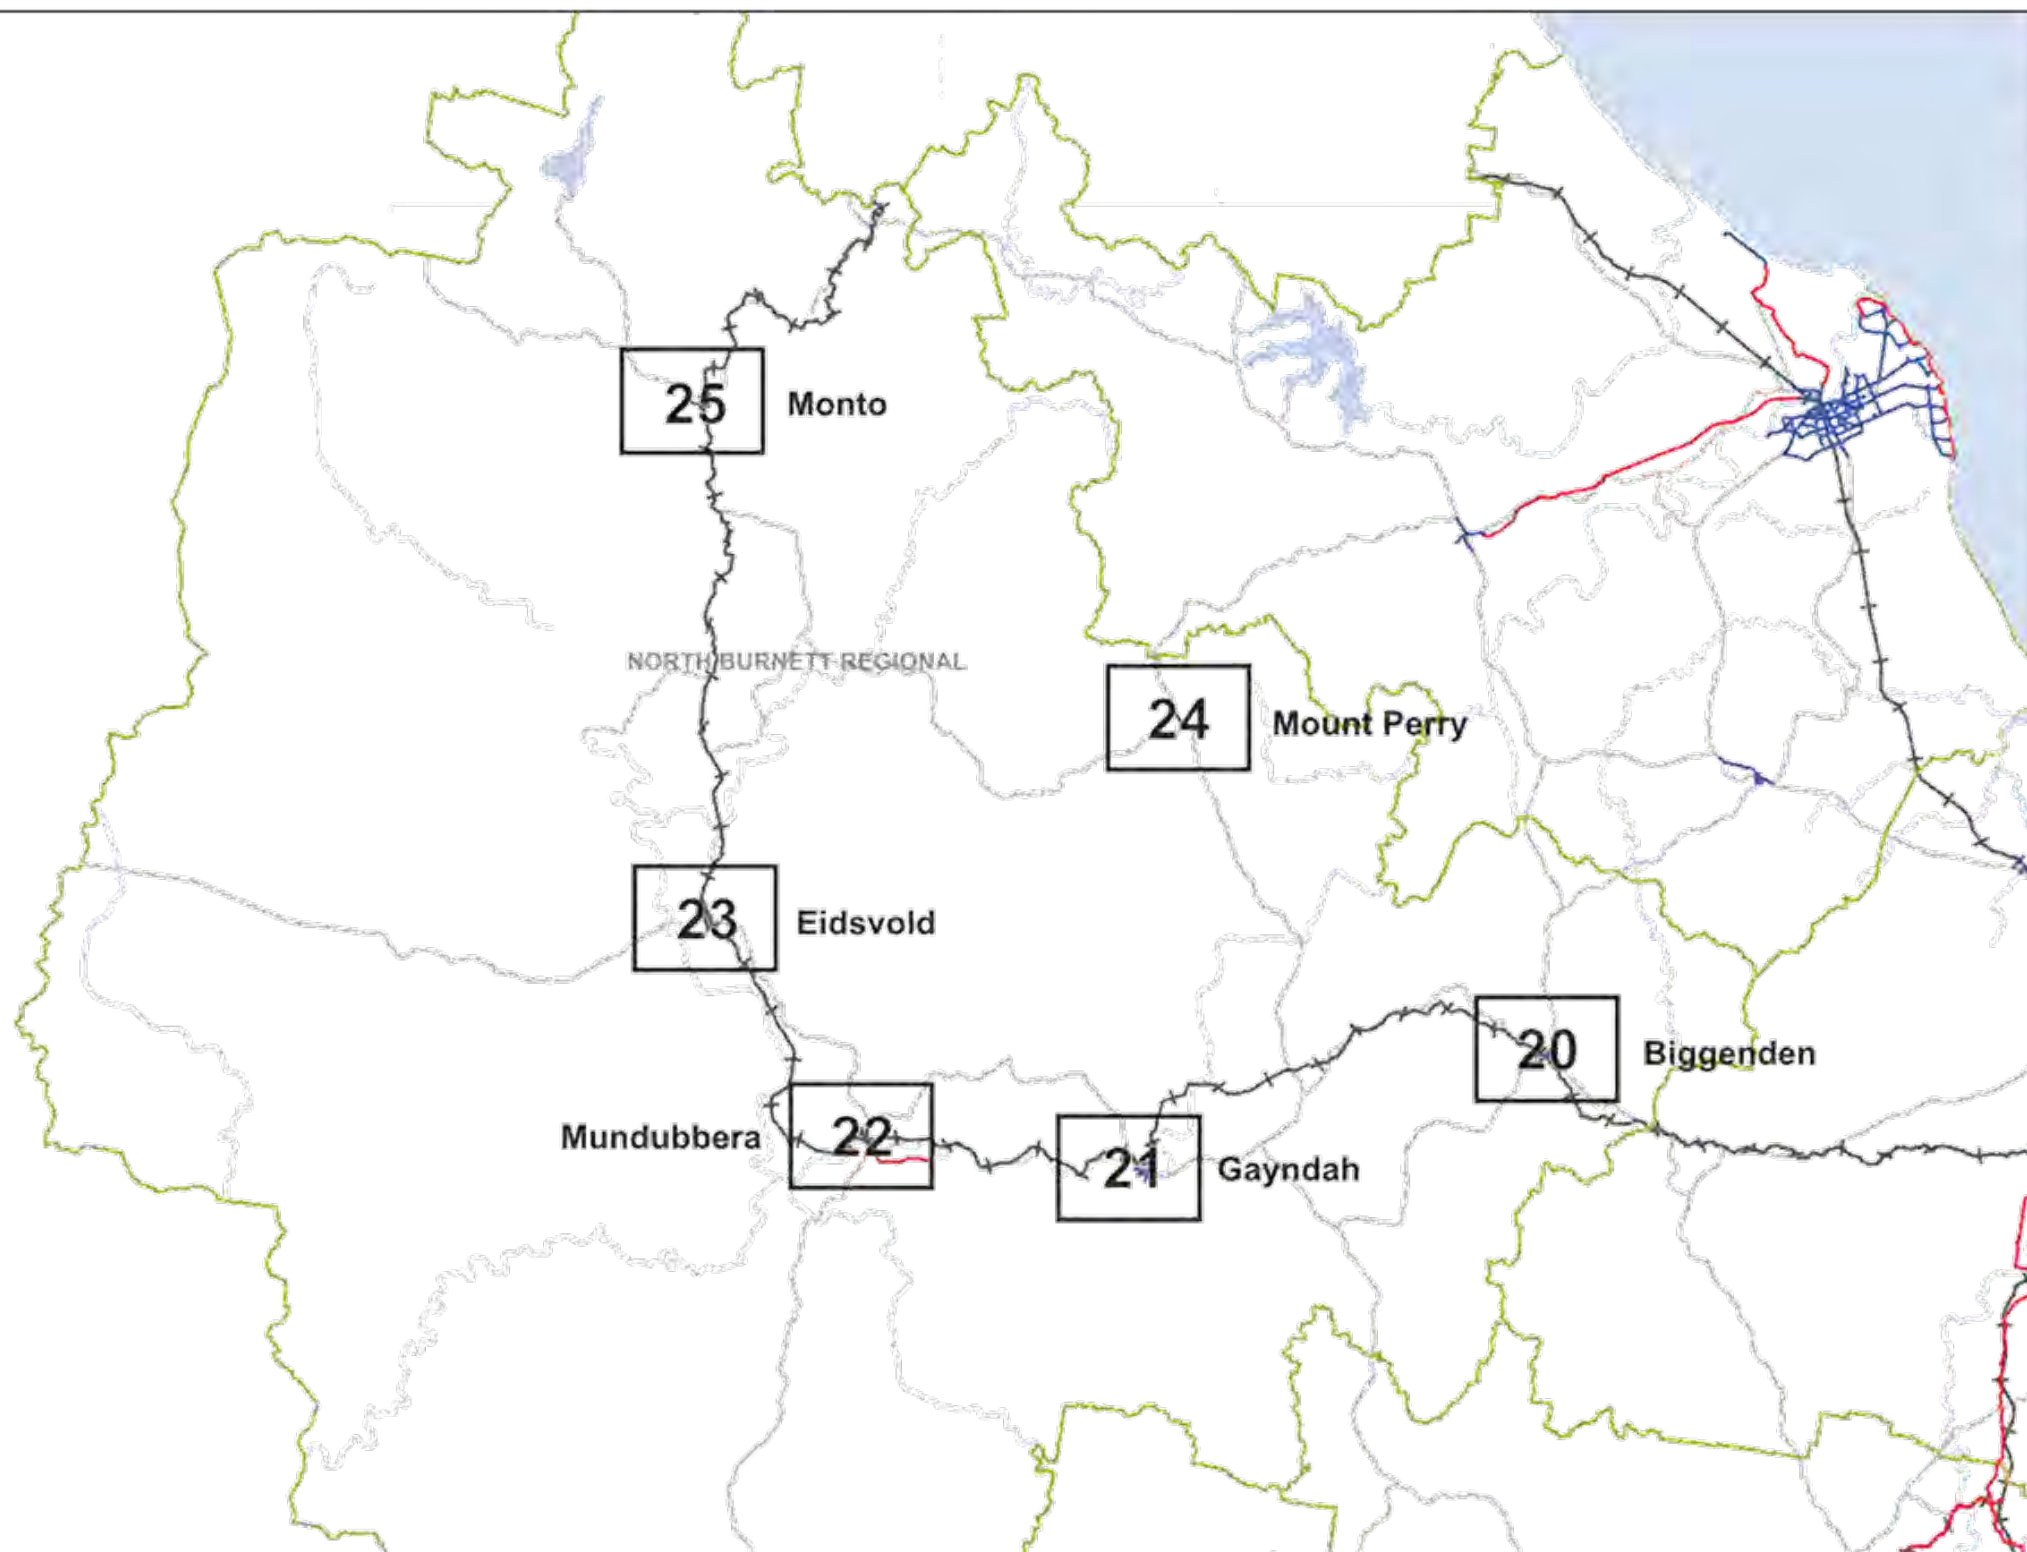 25 Monto
NORTH BURNETT REGIONAL
24 Mount Perry
23 Eidsvold
20 Biggenden
Mundubbera 22
21 Gayndah